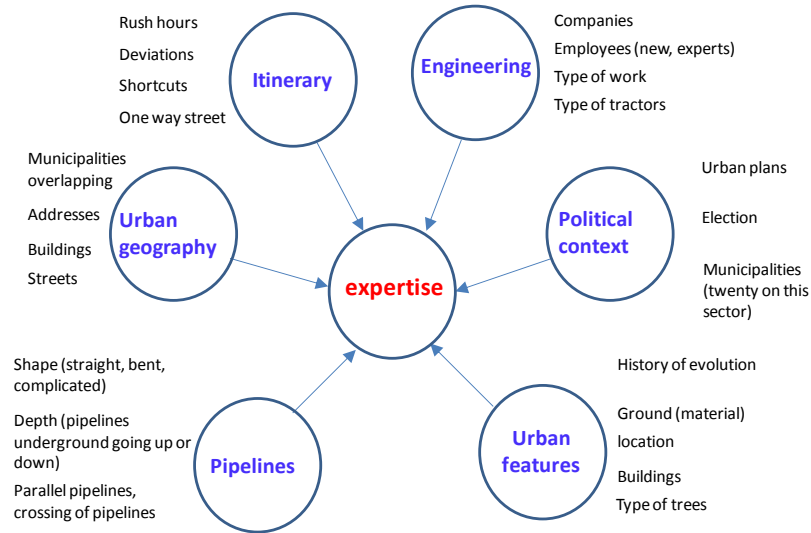 Rush hours
Deviations
Shortcuts
One way street
Itinerary
Engineering
Companies
Employees (new, experts)
Type of work
Type of tractors
Municipalities
overlapping
Addresses
Buildings
Streets
Urban
geography
expertise
Political
context
Urban plans
Election
Municipalities
(twenty on this
sector)
Shape (straight, bent,
complicated)
Depth (pipelines
underground going up or
down)
Parallel pipelines,
crossing of pipelines
Pipelines
Urban
features
History of evolution
Ground (material)
location
Buildings
Type of trees